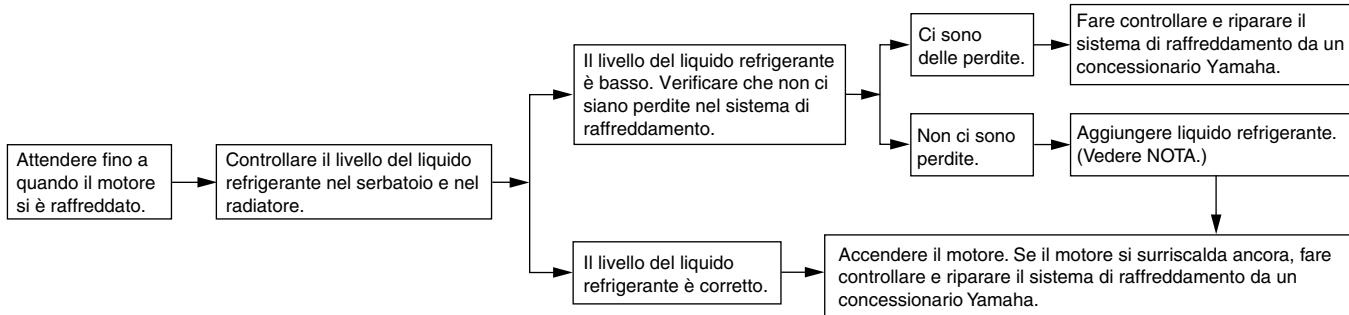 Attendere fino a
quando il motore
si è raffreddato.
Controllare il livello del liquido
refrigerante nel serbatoio e nel
radiatore.
Il livello del liquido refrigerante
è basso. Verificare che non ci
siano perdite nel sistema di
raffreddamento.
Ci sono
delle perdite.
Fare controllare e riparare il
sistema di raffreddamento da un
concessionario Yamaha.
Non ci sono
perdite.
Aggiungere liquido refrigerante.
(Vedere NOTA.)
Il livello del liquido
refrigerante è corretto.
Accendere il motore. Se il motore si surriscalda ancora, fare
controllare e riparare il sistema di raffreddamento da un
concessionario Yamaha.